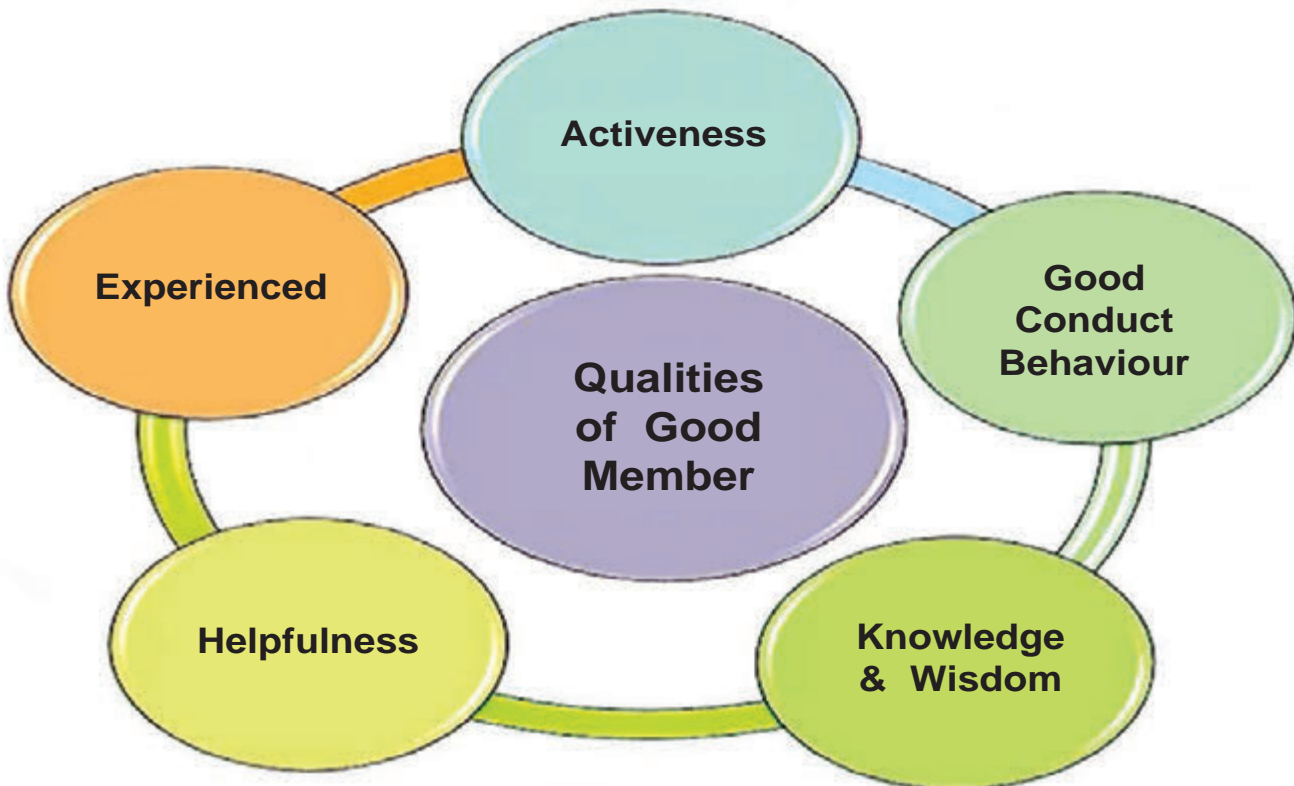 Activeness
Experienced
Good
Conduct
Behaviour
Qualities
of Good
Member
Helpfulness
Knowledge
& Wisdom